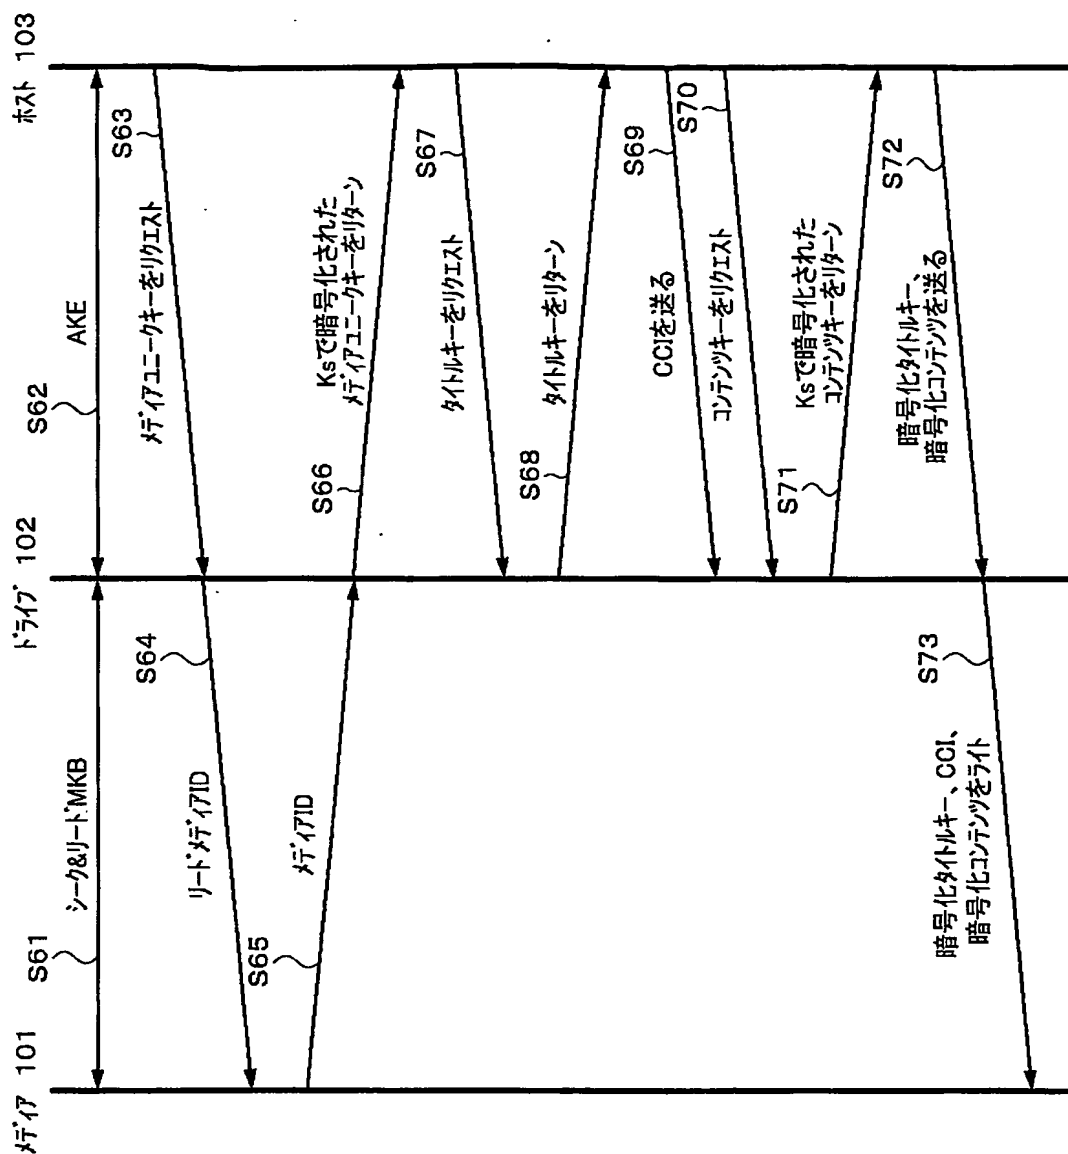 メディア 101
ドライブ 102
ホスト 103
S61
シーク&リードMKB
S62
AKE
S63
メディアユニークキーをリクエスト
S64
リードメディアID
S65
メディアID
S66
Ksで暗号化された
メディアユニークキーをリターン
S67
タイトルキーをリクエスト
S68
タイトルキーをリターン
S69
CCIを送る
S70
コンテンツキーをリクエスト
S71
Ksで暗号化された
コンテンツキーをリターン
S72
暗号化タイトルキー、
暗号化コンテンツを送る
S73
暗号化タイトルキー、CCI、
暗号化コンテンツをライト